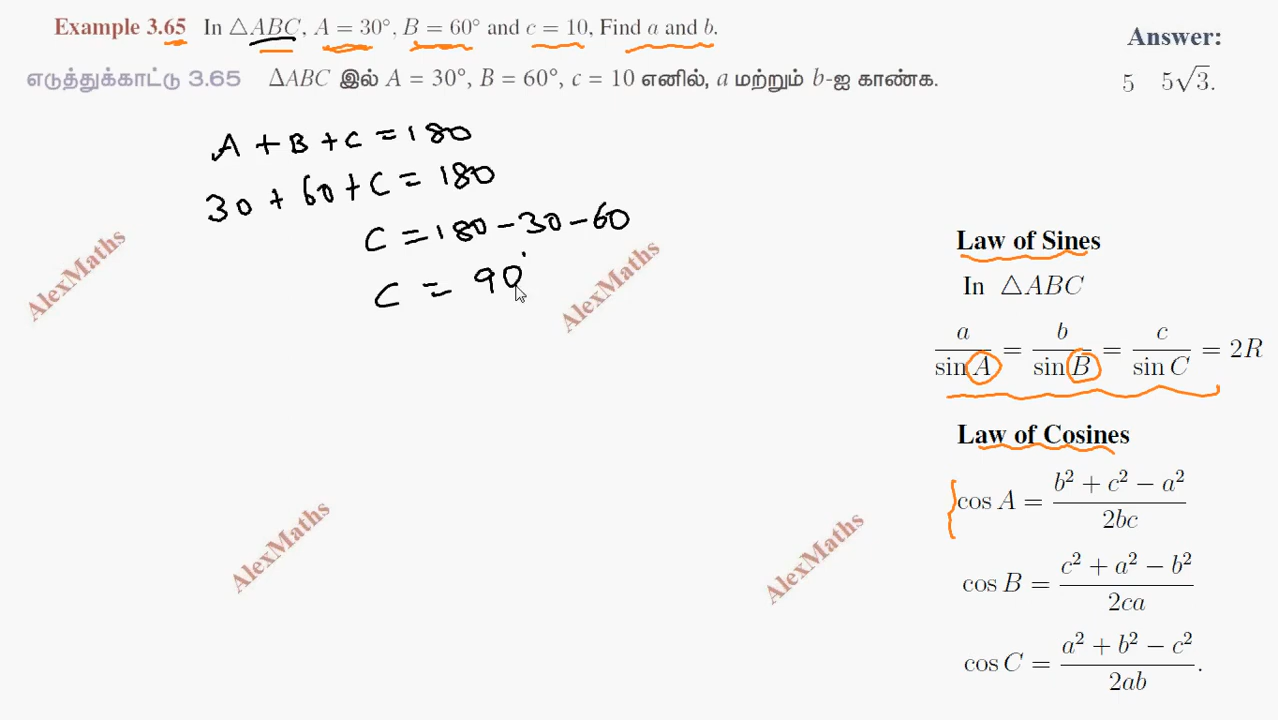 Example 3.65 In △ABC, A = 30°, B = 60° and c = 10, Find a and b.
Answer:
எடுத்துக்காட்டு 3.65 ΔABC இல் A = 30°, B = 60°, c = 10 எனில், a மற்றும் b-ஐ காண்க.
5 5√3.
A + B + C = 180
30 + 60 + C = 180
C = 180 - 30 - 60
C = 90°
AlexMaths
AlexMaths
Law of Sines
In △ABC
a/sin A = b/sin B = c/sin C = 2R
Law of Cosines
cos A = (b² + c² − a²)/2bc
AlexMaths
AlexMaths
cos B = (c² + a² − b²)/2ca
cos C = (a² + b² − c²)/2ab.